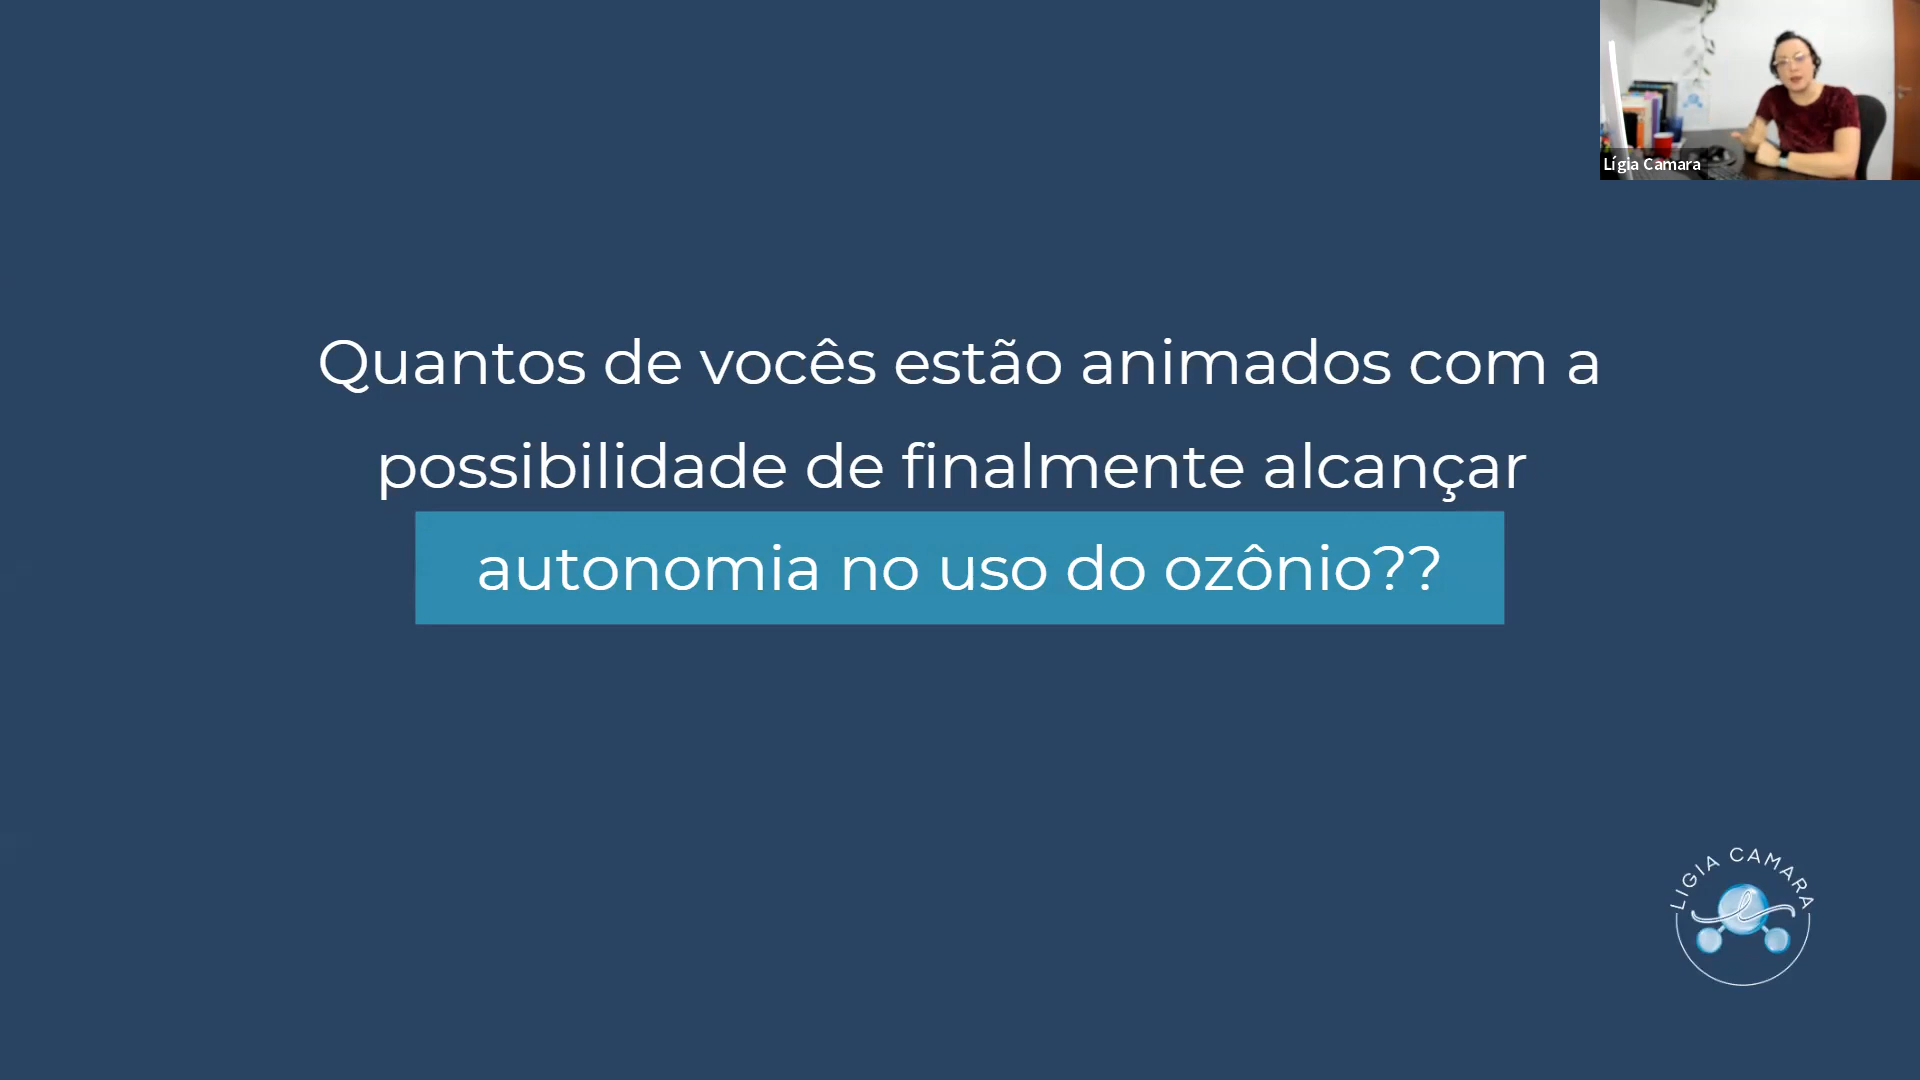 Lígia Camara
Quantos de vocês estão animados com a
possibilidade de finalmente alcançar
autonomia no uso do ozônio??
LIGIA CAMARA